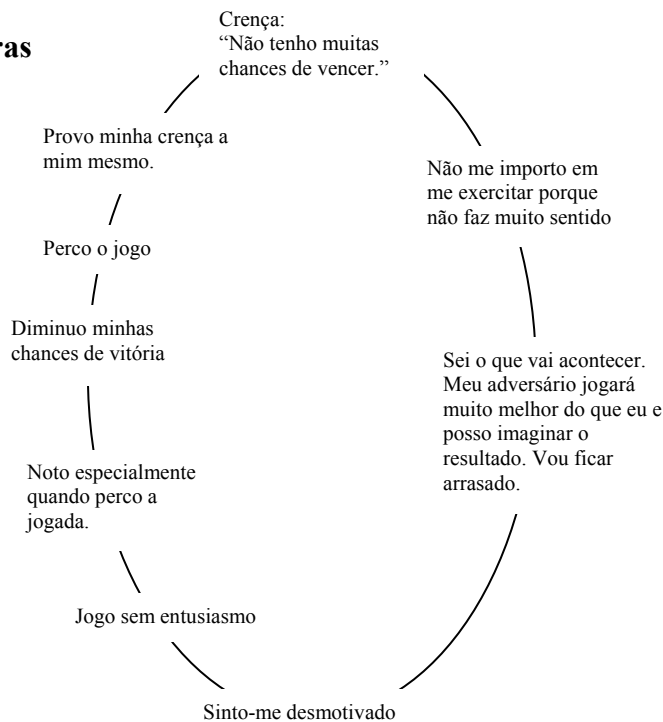 ras
Crença:
“Não tenho muitas
chances de vencer.”
Não me importo em
me exercitar porque
não faz muito sentido
Sei o que vai acontecer.
Meu adversário jogará
muito melhor do que eu e
posso imaginar o
resultado. Vou ficar
arrasado.
Sinto-me desmotivado
Jogo sem entusiasmo
Noto especialmente
quando perco a
jogada.
Diminuo minhas
chances de vitória
Perco o jogo
Provo minha crença a
mim mesmo.